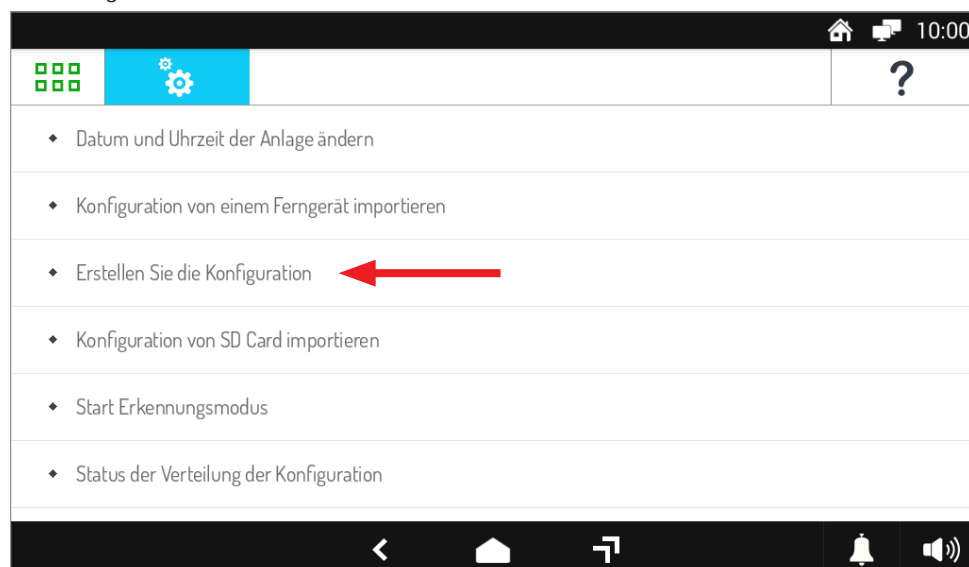 10:00
?
Datum und Uhrzeit der Anlage ändern
Konfiguration von einem Ferngerät importieren
Erstellen Sie die Konfiguration
Konfiguration von SD Card importieren
Start Erkennungsmodus
Status der Verteilung der Konfiguration